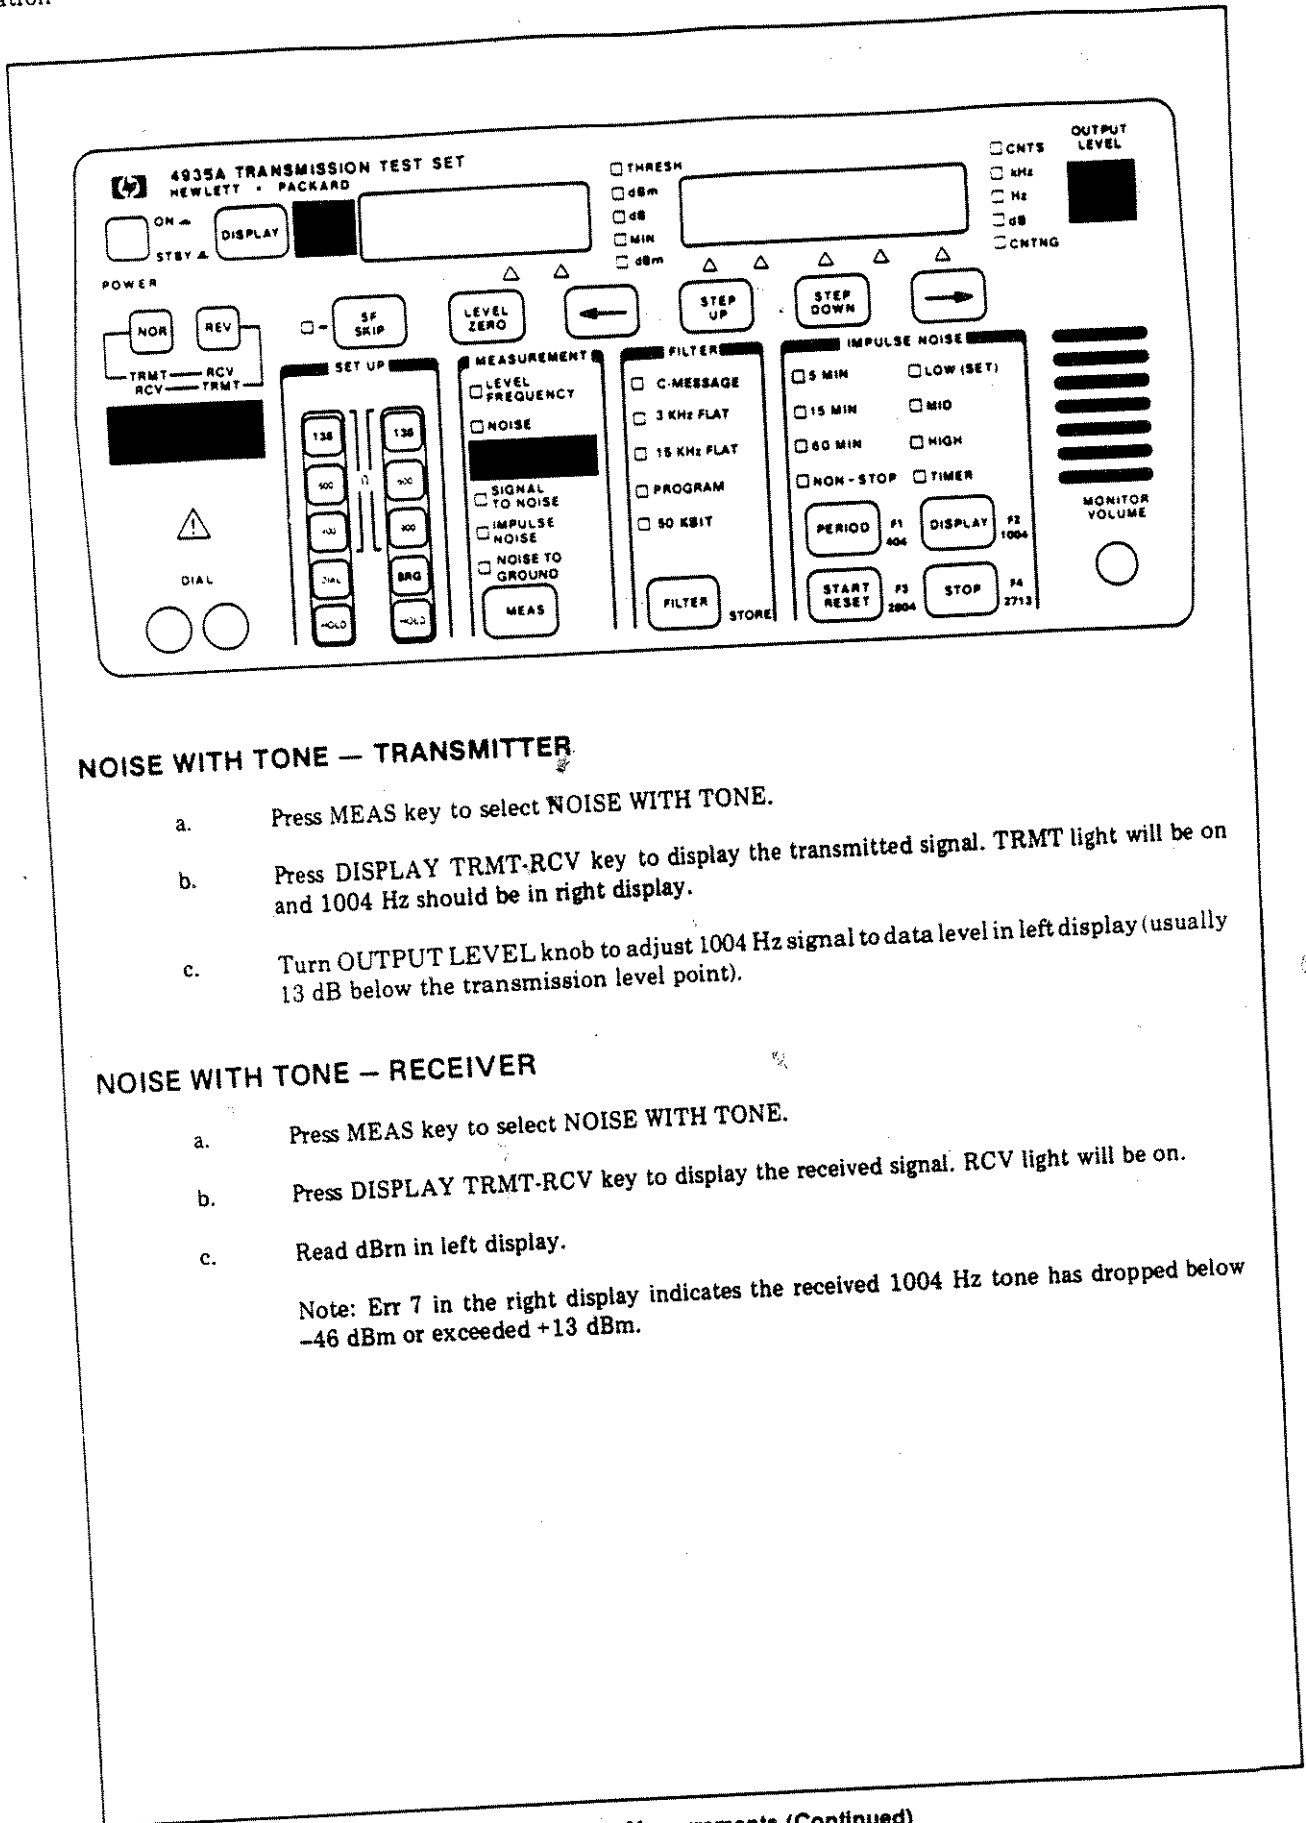 hp
4935A TRANSMISSION TEST SET
HEWLETT • PACKARD
ON
STBY
POWER
DISPLAY
THRESH
dBm
dB
MIN
dBrn
CNTS
kHz
Hz
dB
CNTNG
OUTPUT
LEVEL
NOR
REV
TRMT RCV
RCV TRMT
SF
SKIP
LEVEL
ZERO
STEP
UP
STEP
DOWN
SET UP
135
600
900
DIAL
HOLD
Ω
135
600
900
BRG
HOLD
MEASUREMENT
LEVEL
FREQUENCY
NOISE
SIGNAL
TO NOISE
IMPULSE
NOISE
NOISE TO
GROUND
MEAS
FILTER
C-MESSAGE
3 KHz FLAT
15 KHz FLAT
PROGRAM
50 KBIT
FILTER
STORE
IMPULSE NOISE
5 MIN
LOW (SET)
15 MIN
MID
60 MIN
HIGH
NON-STOP
TIMER
PERIOD
F1
404
DISPLAY
F2
1004
START
RESET
F3
2804
STOP
F4
2713
MONITOR
VOLUME
DIAL
NOISE WITH TONE — TRANSMITTER
a. Press MEAS key to select NOISE WITH TONE.
b. Press DISPLAY TRMT-RCV key to display the transmitted signal. TRMT light will be on
and 1004 Hz should be in right display.
c. Turn OUTPUT LEVEL knob to adjust 1004 Hz signal to data level in left display (usually
13 dB below the transmission level point).
NOISE WITH TONE — RECEIVER
a. Press MEAS key to select NOISE WITH TONE.
b. Press DISPLAY TRMT-RCV key to display the received signal. RCV light will be on.
c. Read dBrn in left display.
Note: Err 7 in the right display indicates the received 1004 Hz tone has dropped below
–46 dBm or exceeded +13 dBm.
(Continued)